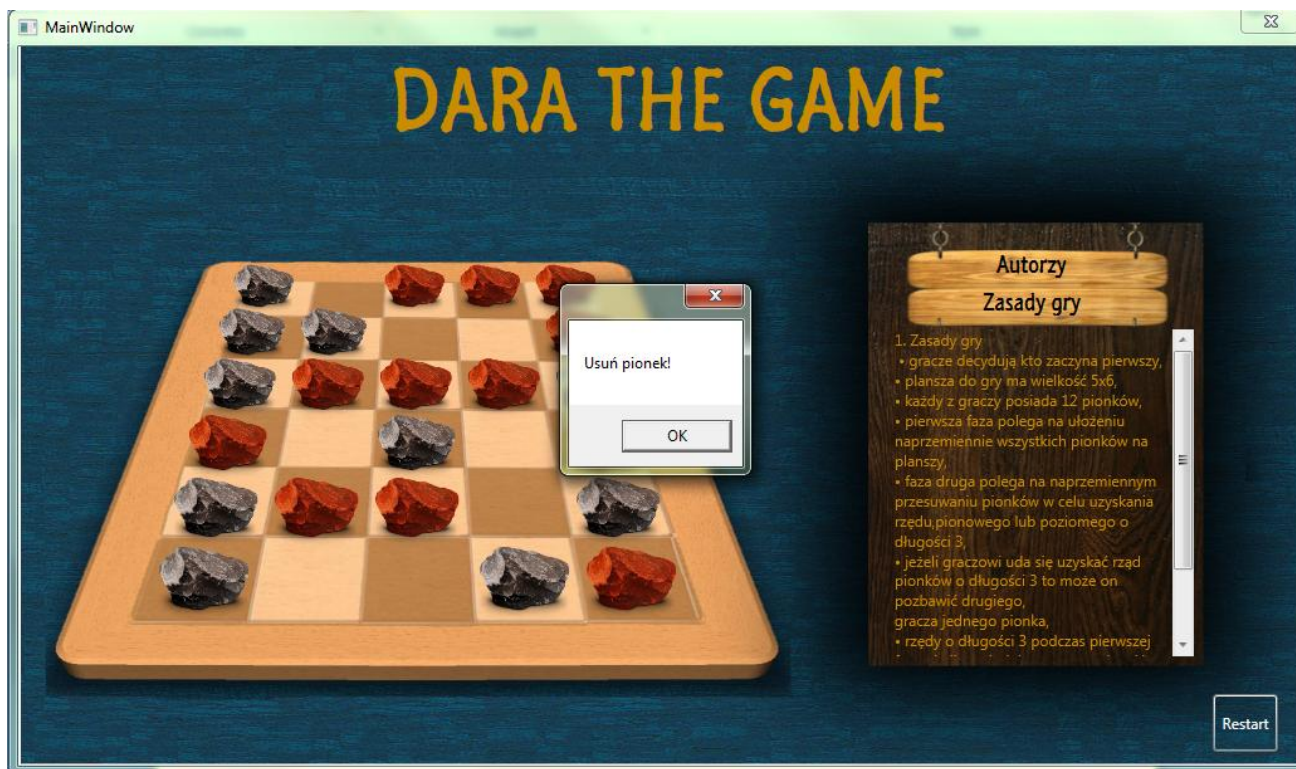 MainWindow
DARA THE GAME
Usuń pionek!
OK
Autorzy
Zasady gry
1. Zasady gry
• gracze decydują kto zaczyna pierwszy,
• plansza do gry ma wielkość 5x6,
• każdy z graczy posiada 12 pionków,
• pierwsza faza polega na ułożeniu
naprzemiennie wszystkich pionków na
planszy,
• faza druga polega na naprzemiennym
przesuwaniu pionków w celu uzyskania
rzędu,pionowego lub poziomego o
długości 3,
• jeżeli graczowi uda się uzyskać rząd
pionków o długości 3 to może on
pozbawić drugiego,
gracza jednego pionka,
• rzędy o długości 3 podczas pierwszej
Restart